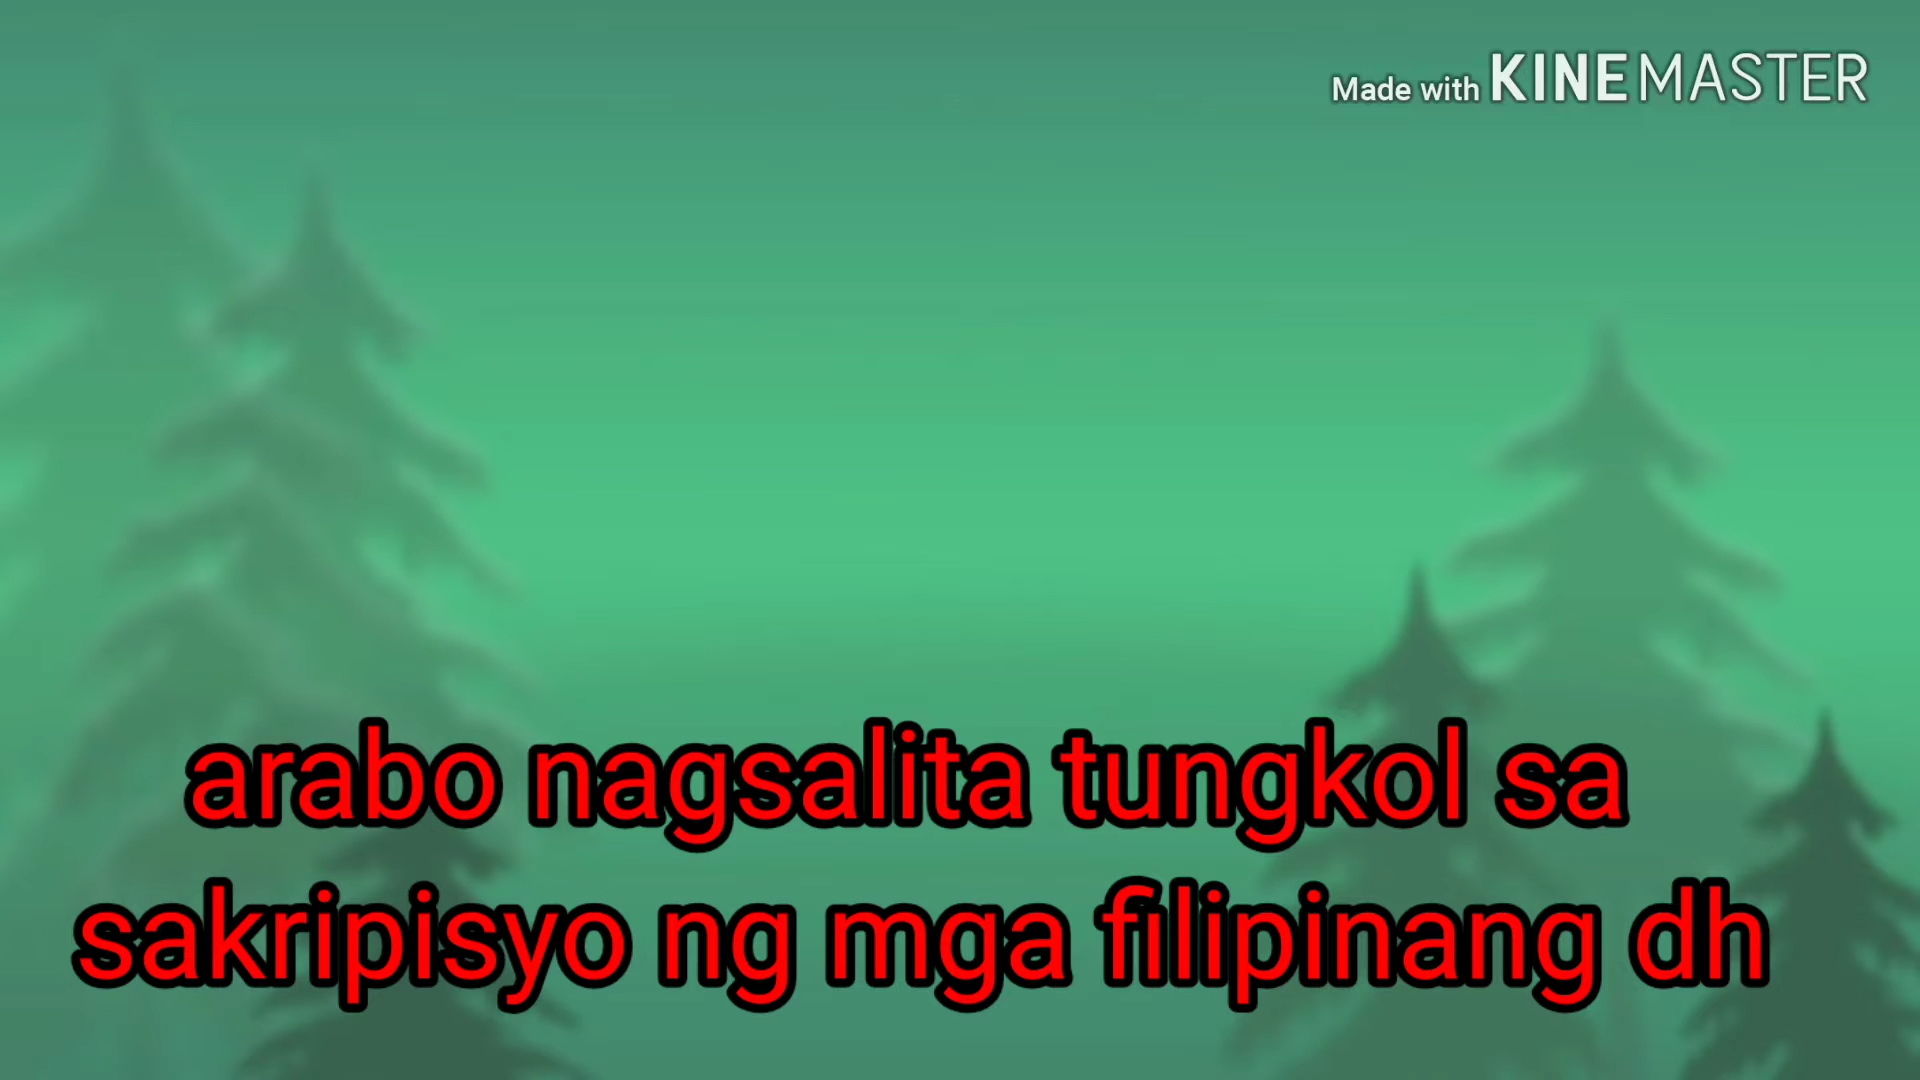 Made with KINEMASTER
arabo nagsalita tungkol sa
sakripisyo ng mga filipinang dh